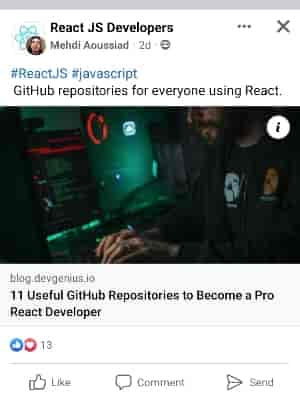 React JS Developers
Mehdi Aoussiad · 2d ·
#ReactJS #javascript
GitHub repositories for everyone using React.
blog.devgenius.io
11 Useful GitHub Repositories to Become a Pro
React Developer
13
Like Comment Send